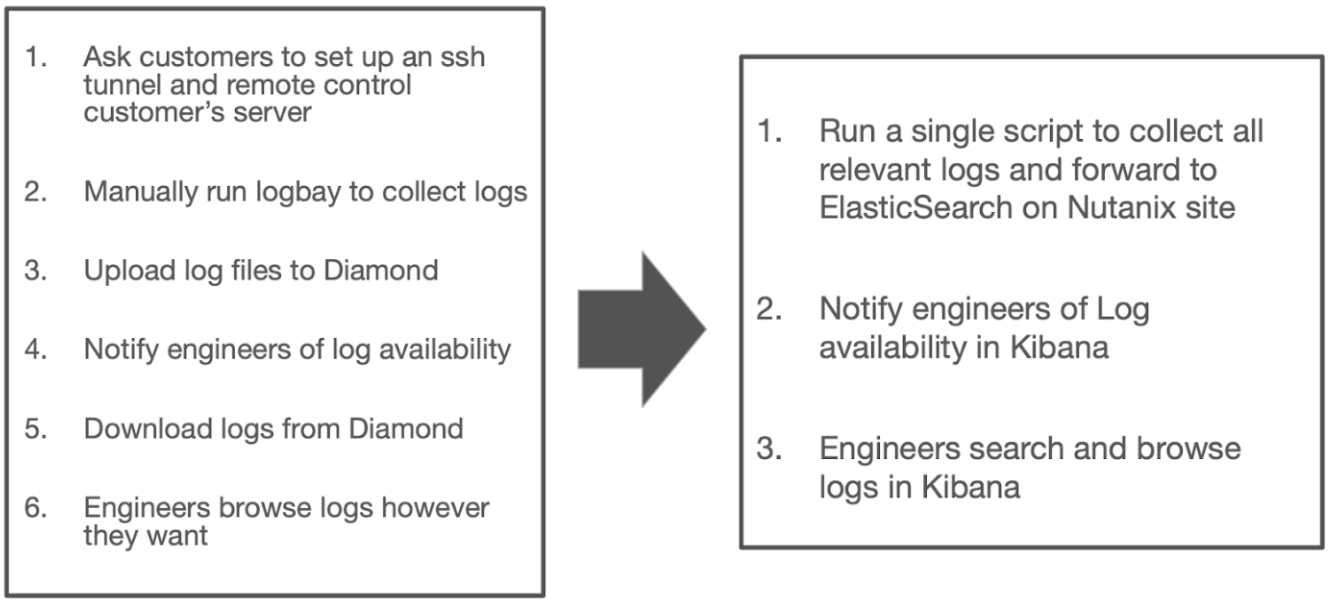 1. Ask customers to set up an ssh
tunnel and remote control
customer’s server
2. Manually run logbay to collect logs
3. Upload log files to Diamond
4. Notify engineers of log availability
5. Download logs from Diamond
6. Engineers browse logs however
they want
1. Run a single script to collect all
relevant logs and forward to
ElasticSearch on Nutanix site
2. Notify engineers of Log
availability in Kibana
3. Engineers search and browse
logs in Kibana